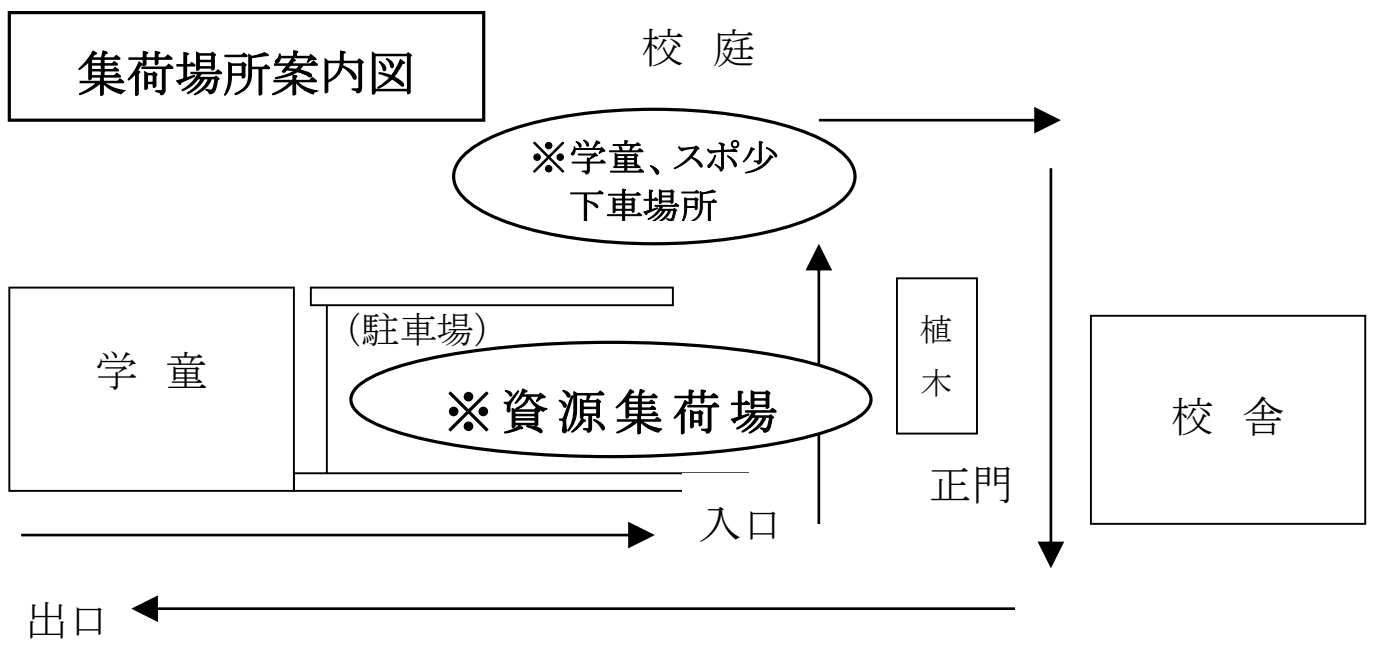 集荷場所案内図
校 庭
※学童、スポ少
下車場所
(駐車場)
学 童
※資源集荷場
植
木
校 舎
正門
入口
出口